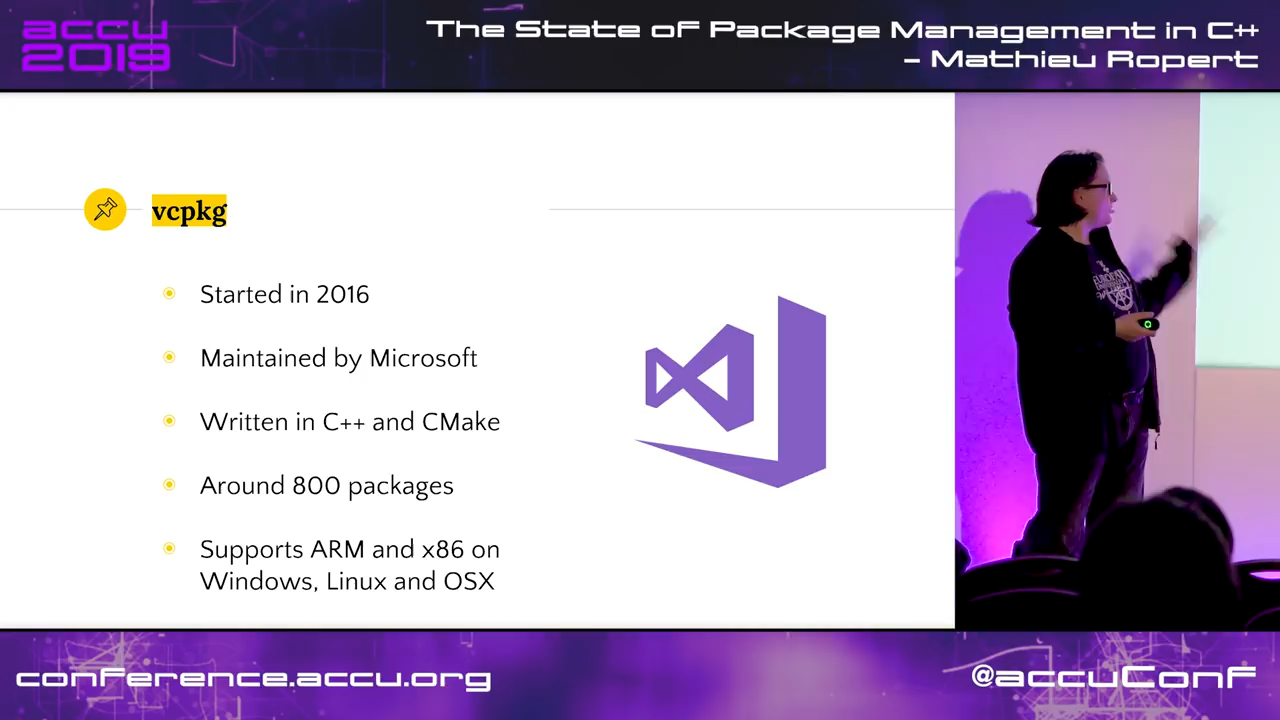 accu
2019
The State of Package Management in C++
– Mathieu Ropert
vcpkg
Started in 2016
Maintained by Microsoft
Written in C++ and CMake
Around 800 packages
Supports ARM and x86 on
Windows, Linux and OSX
conference.accu.org
@accuConf